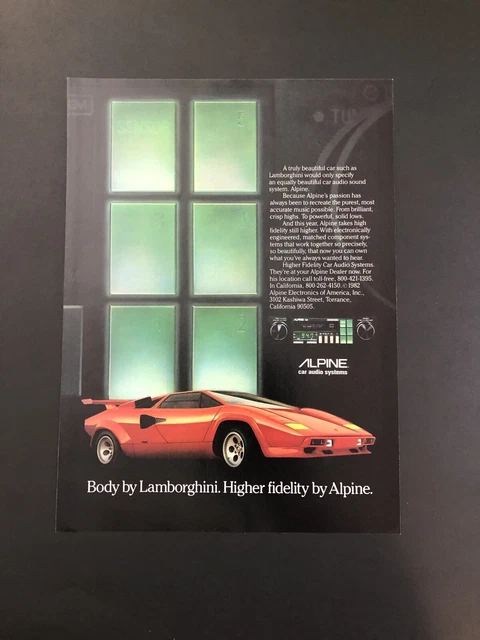 A truly beautiful car such as
Lamborghini would only specify
an equally beautiful car audio sound
system. Alpine.
Because Alpine's passion has
always been to recreate the purest, most
accurate music possible. From brilliant,
crisp highs. To powerful, solid lows.
And this year, Alpine takes high
fidelity still higher. With electronically
engineered, matched component sys-
tems that work together so precisely,
so beautifully, that now you can own
what you've always wanted to hear.
Higher Fidelity Car Audio Systems.
They're at your Alpine Dealer now. For
his location call toll-free, 800-421-1395.
In California, 800-262-4150. © 1982
Alpine Electronics of America, Inc.,
3102 Kashiwa Street, Torrance,
California 90505.
ALPINE
car audio systems
Body by Lamborghini. Higher fidelity by Alpine.